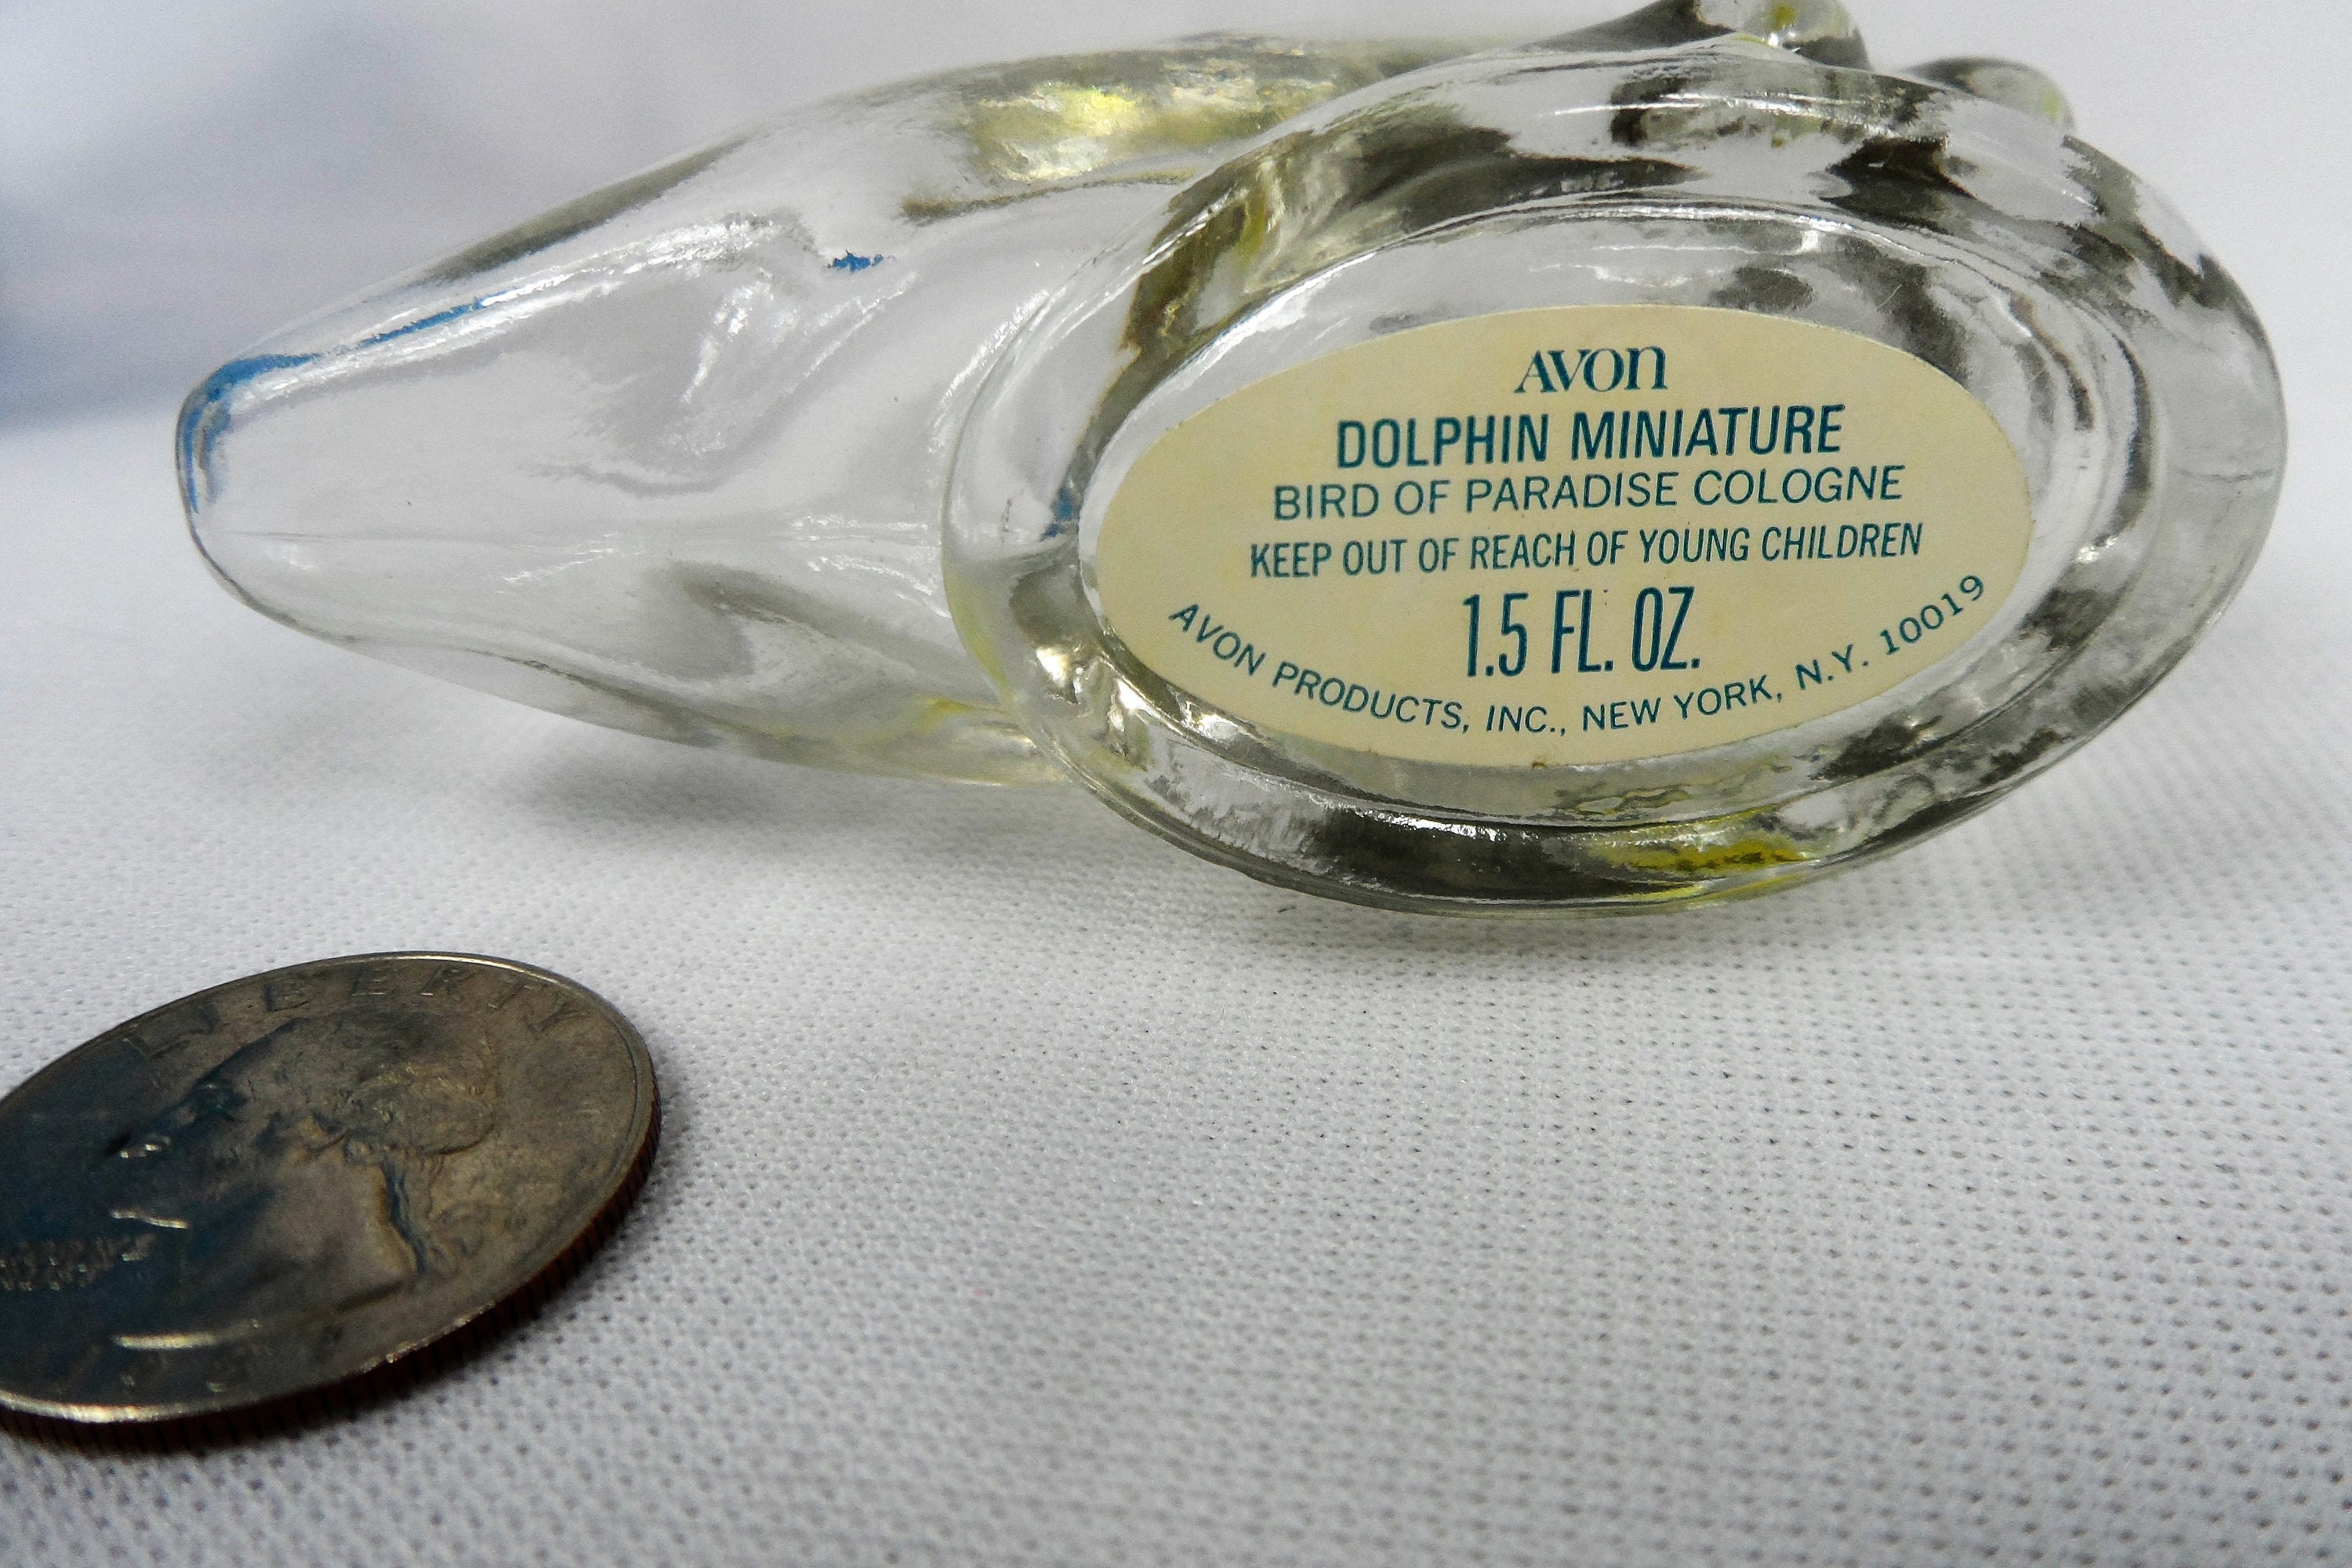 AVON
DOLPHIN MINIATURE
BIRD OF PARADISE COLOGNE
KEEP OUT OF REACH OF YOUNG CHILDREN
1.5 FL. OZ.
AVON PRODUCTS, INC., NEW YORK, N.Y. 10019
LIBERTY